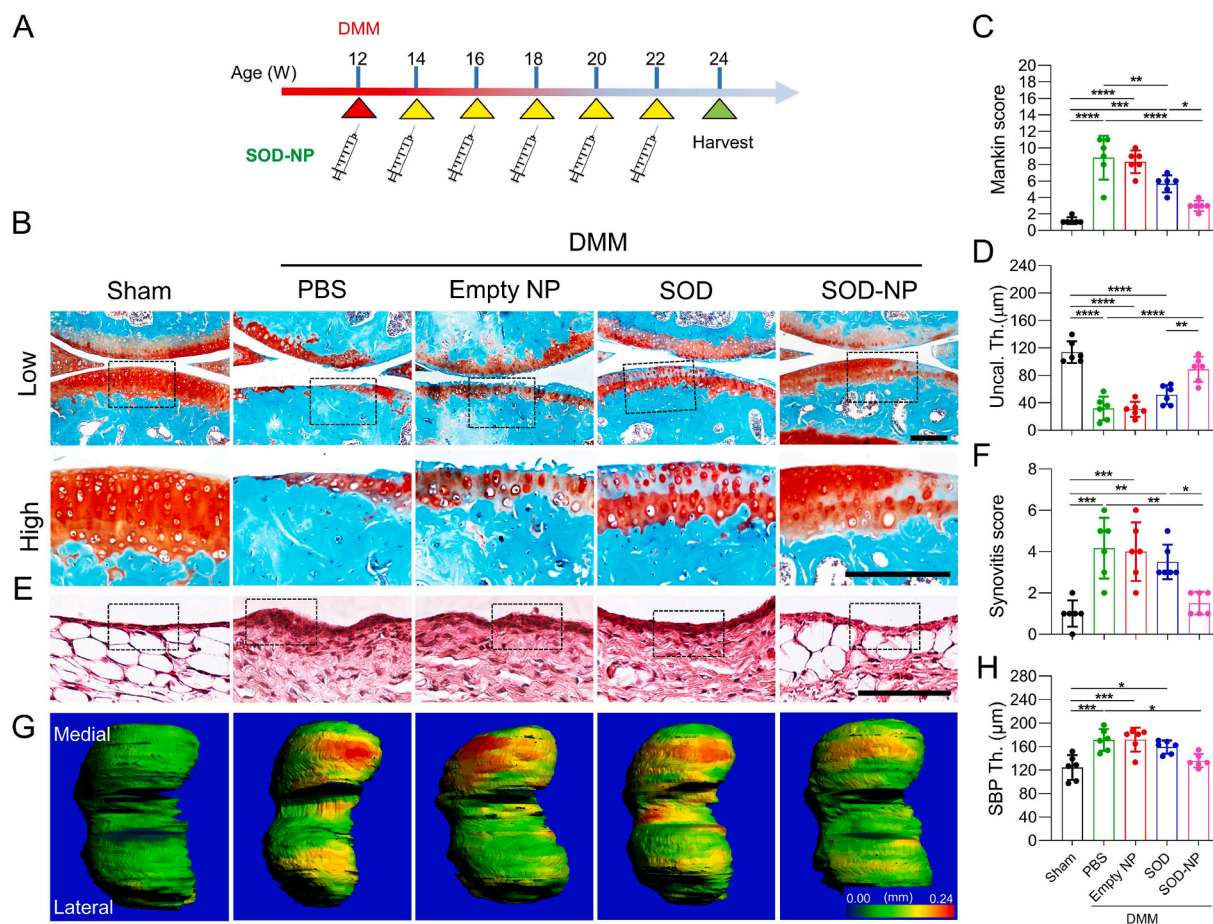 A
DMM
Age (W)
12 14 16 18 20 22 24
SOD-NP
Harvest
B
DMM
Sham PBS Empty NP SOD SOD-NP
Low
High
E
G
Medial
Lateral
0.00 (mm) 0.24
C
Mankin score
20
18
16
14
12
10
8
6
4
2
0
**
****
*** *
**** ****
D
Uncal. Th.(μm)
240
200
160
120
80
40
0
****
****
**** ****
**
F
Synovitis score
8
6
4
2
0
***
** *
*** **
H
SBP Th. (μm)
280
240
200
160
120
80
40
0
*
***
*** *
Sham PBS Empty NP SOD SOD-NP
DMM